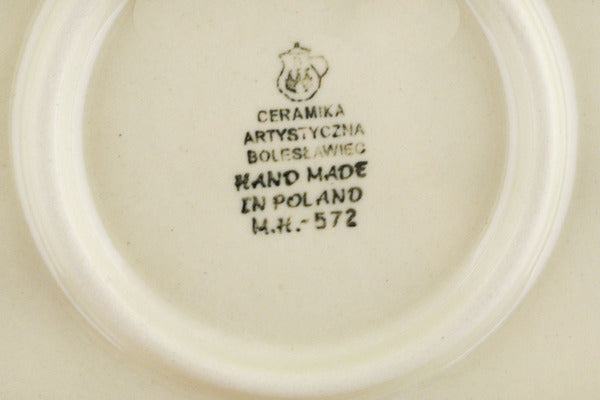 CERAMIKA
ARTYSTYCZNA
BOLESŁAWIEC
HAND MADE
IN POLAND
M.H.-572